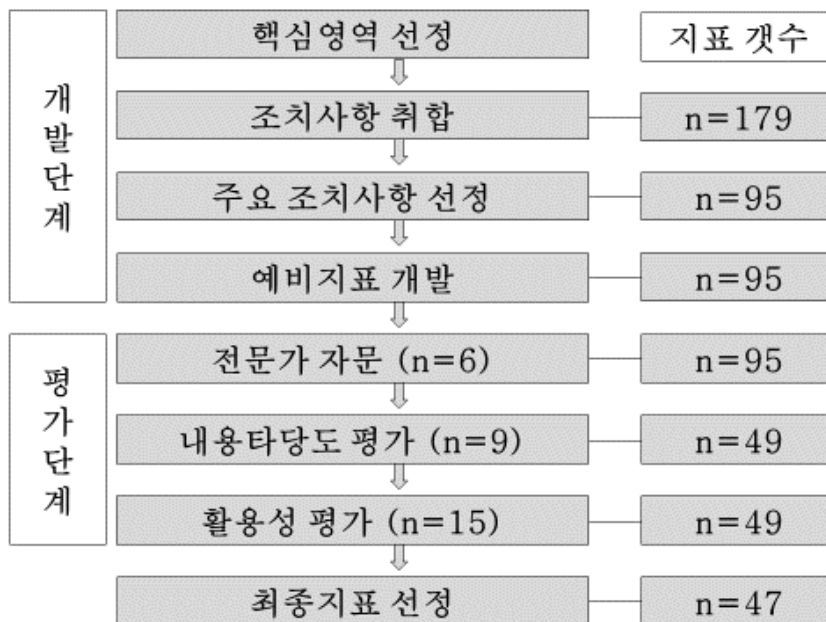 핵심영역 선정
지표 갯수
개발단계
조치사항 취합
n=179
주요 조치사항 선정
n=95
예비지표 개발
n=95
평가단계
전문가 자문 (n=6)
n=95
내용타당도 평가 (n=9)
n=49
활용성 평가 (n=15)
n=49
최종지표 선정
n=47